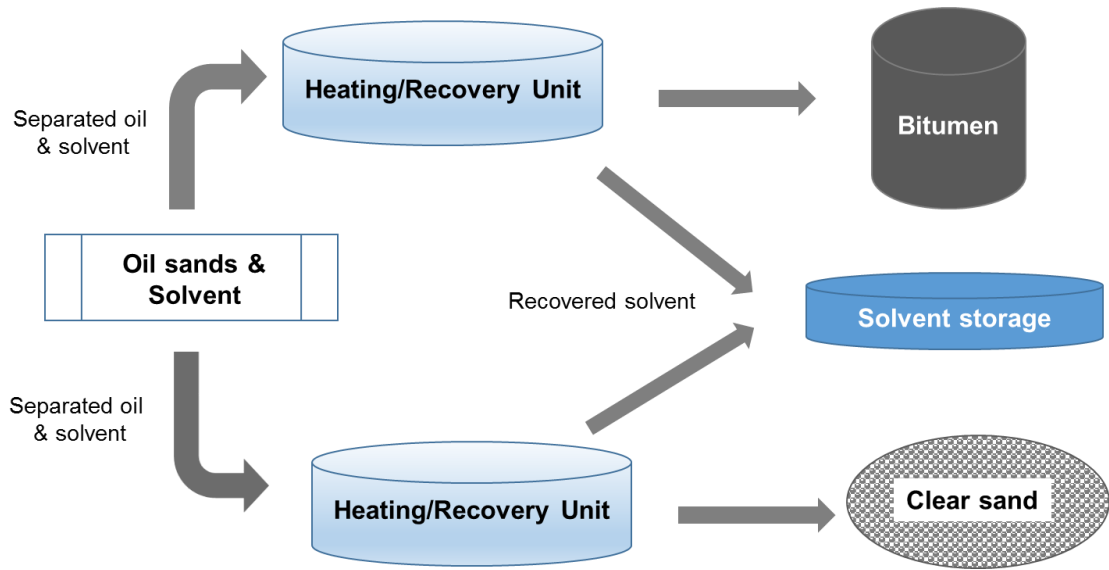 Heating/Recovery Unit
Bitumen
Separated oil
& solvent
Oil sands &
Solvent
Recovered solvent
Solvent storage
Separated oil
& solvent
Heating/Recovery Unit
Clear sand